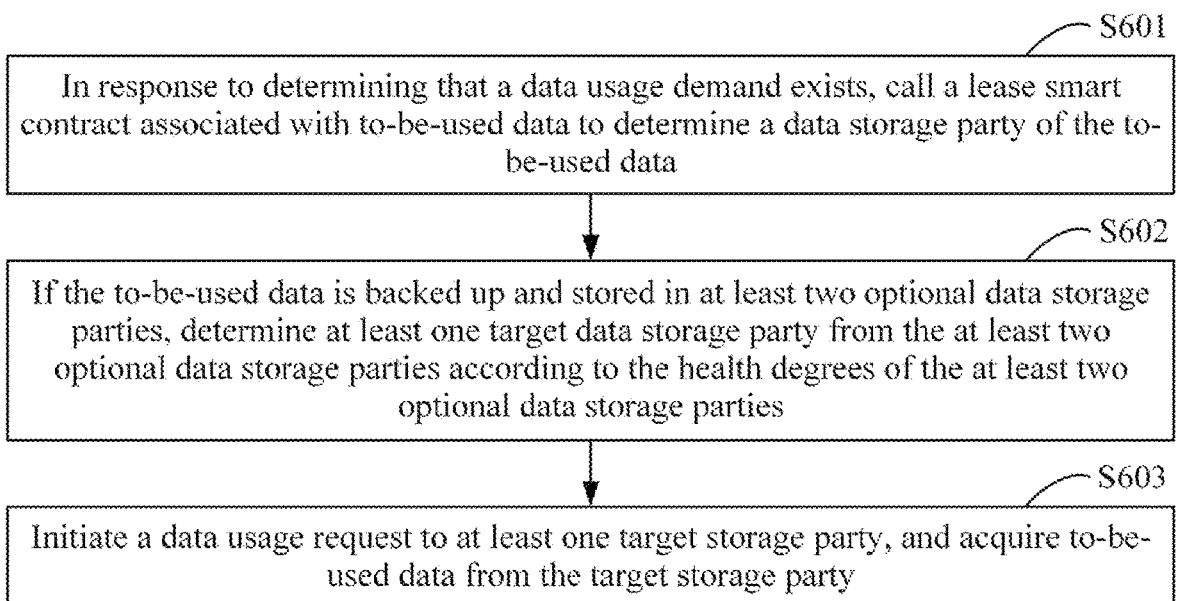 S601
In response to determining that a data usage demand exists, call a lease smart
contract associated with to-be-used data to determine a data storage party of the to-
be-used data
S602
If the to-be-used data is backed up and stored in at least two optional data storage
parties, determine at least one target data storage party from the at least two
optional data storage parties according to the health degrees of the at least two
optional data storage parties
S603
Initiate a data usage request to at least one target storage party, and acquire to-be-
used data from the target storage party